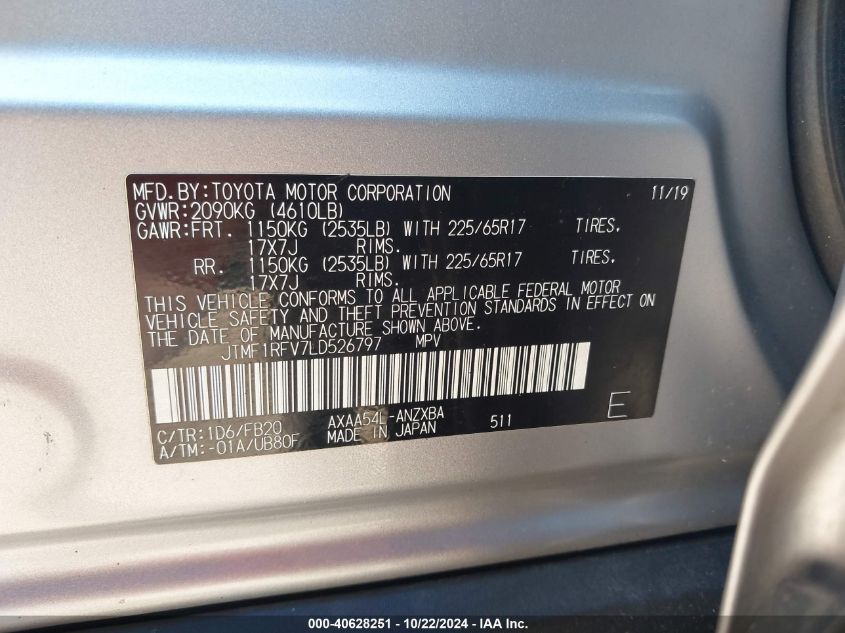 MFD.BY:TOYOTA MOTOR CORPORATION 11/19
GVWR:2090KG (4610LB)
GAWR:FRT. 1150KG (2535LB) WITH 225/65R17 TIRES.
17X7J RIMS.
RR. 1150KG (2535LB) WITH 225/65R17 TIRES.
17X7J RIMS.
THIS VEHICLE CONFORMS TO ALL APPLICABLE FEDERAL MOTOR
VEHICLE SAFETY AND THEFT PREVENTION STANDARDS IN EFFECT ON
THE DATE OF MANUFACTURE SHOWN ABOVE.
JTMF1RFV7LD526797 MPV
C/TR:1D6/FB20 AXAA54L-ANZXBA 511 E
A/TM:-01A/UB80F MADE IN JAPAN
000-40628251 - 10/22/2024 - IAA Inc.